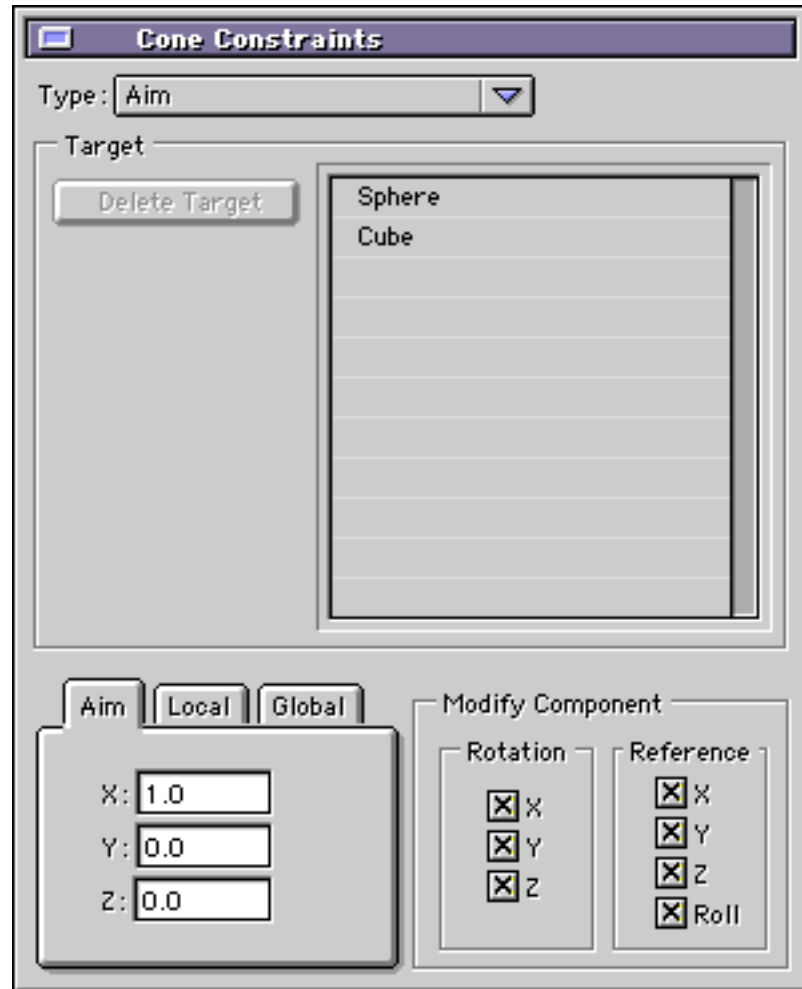 Cone Constraints
Type: Aim
Target
Delete Target
Sphere
Cube
Aim Local Global
X: 1.0
Y: 0.0
Z: 0.0
Modify Component
Rotation
X
Y
Z
Reference
X
Y
Z
Roll